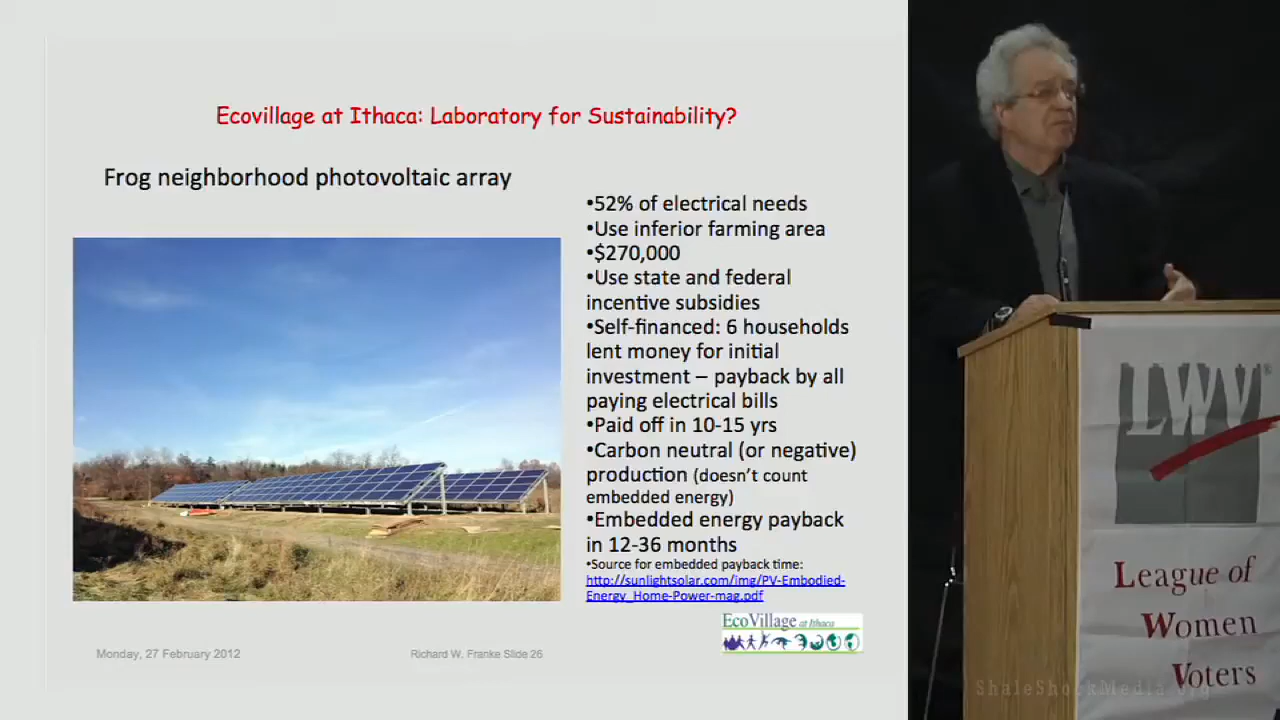 Ecovillage at Ithaca: Laboratory for Sustainability?
Frog neighborhood photovoltaic array
•52% of electrical needs
•Use inferior farming area
•$270,000
•Use state and federal
incentive subsidies
•Self-financed: 6 households
lent money for initial
investment – payback by all
paying electrical bills
•Paid off in 10-15 yrs
•Carbon neutral (or negative)
production (doesn't count
embedded energy)
•Embedded energy payback
in 12-36 months
•Source for embedded payback time:
http://sunlightsolar.com/img/PV-Embodied-
Energy_Home-Power-mag.pdf
EcoVillage at Ithaca
Monday, 27 February 2012
Richard W. Franke Slide 26
LWV®
League of
Women
Voters
ShaleShockMedia.org